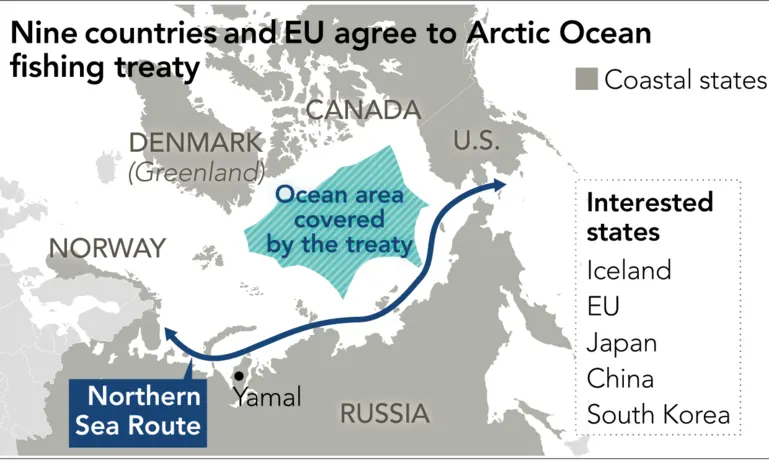 Nine countries and EU agree to Arctic Ocean
fishing treaty
Coastal states
CANADA
DENMARK
(Greenland)
U.S.
Ocean area
covered
by the treaty
NORWAY
Interested
states
Iceland
EU
Japan
China
South Korea
Northern
Sea Route
Yamal
RUSSIA